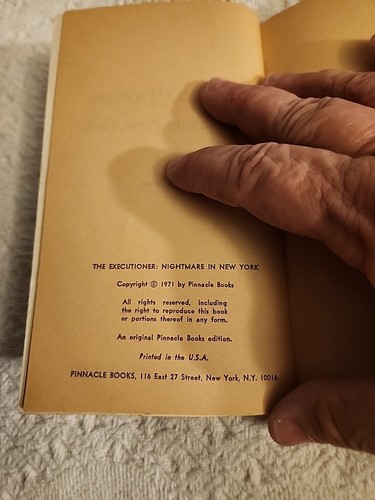 THE EXECUTIONER: NIGHTMARE IN NEW YORK
Copyright © 1971 by Pinnacle Books
All rights reserved, including
the right to reproduce this book
or portions thereof in any form.
An original Pinnacle Books edition.
Printed in the U.S.A.
PINNACLE BOOKS, 116 East 27 Street, New York, N.Y. 10016